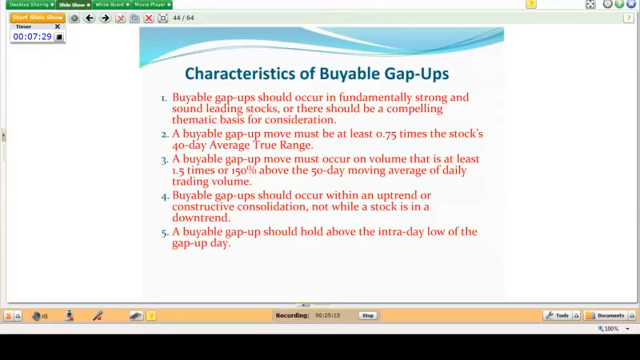 Desktop Sharing
Slide Show
White Board
Movie Player
Start Slide Show
44 / 64
Timer
00:07:29
Characteristics of Buyable Gap-Ups
1. Buyable gap-ups should occur in fundamentally strong and
sound leading stocks, or there should be a compelling
thematic basis for consideration.
2. A buyable gap-up move must be at least 0.75 times the stock's
40-day Average True Range.
3. A buyable gap-up move must occur on volume that is at least
1.5 times or 150% above the 50-day moving average of daily
trading volume.
4. Buyable gap-ups should occur within an uptrend or
constructive consolidation, not while a stock is in a
downtrend.
5. A buyable gap-up should hold above the intra-day low of the
gap-up day.
Recording:
00:25:15
Stop
Tools
Documents
100%